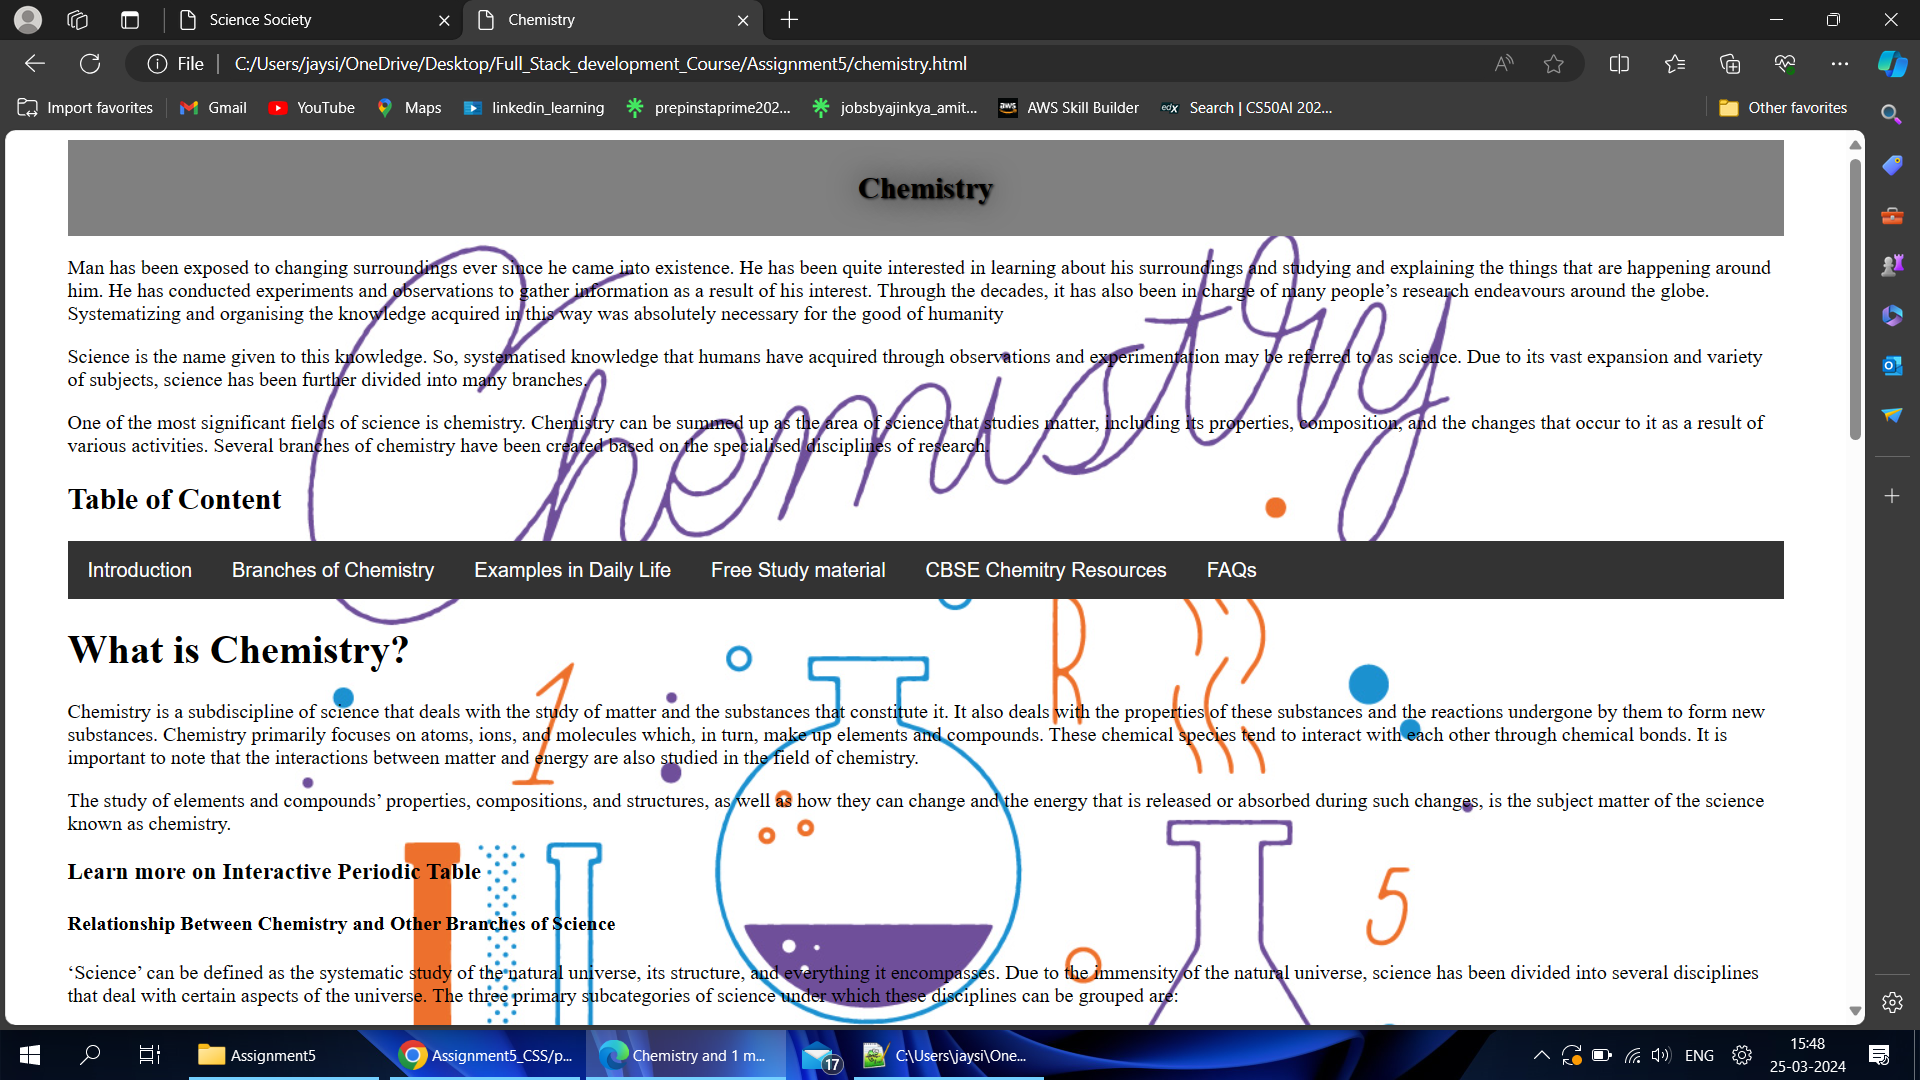 Science Society
Chemistry
File
C:/Users/jaysi/OneDrive/Desktop/Full_Stack_development_Course/Assignment5/chemistry.html
Import favorites
Gmail
YouTube
Maps
linkedin_learning
prepinstaprime202...
jobsbyajinkya_amit...
aws
AWS Skill Builder
edX
Search | CS50AI 202...
Other favorites
Chemistry
Chemistry
Man has been exposed to changing surroundings ever since he came into existence. He has been quite interested in learning about his surroundings and studying and explaining the things that are happening around
him. He has conducted experiments and observations to gather information as a result of his interest. Through the decades, it has also been in charge of many people’s research endeavours around the globe.
Systematizing and organising the knowledge acquired in this way was absolutely necessary for the good of humanity
Science is the name given to this knowledge. So, systematised knowledge that humans have acquired through observations and experimentation may be referred to as science. Due to its vast expansion and variety
of subjects, science has been further divided into many branches.
One of the most significant fields of science is chemistry. Chemistry can be summed up as the area of science that studies matter, including its properties, composition, and the changes that occur to it as a result of
various activities. Several branches of chemistry have been created based on the specialised disciplines of research.
Table of Content
Introduction
Branches of Chemistry
Examples in Daily Life
Free Study material
CBSE Chemitry Resources
FAQs
What is Chemistry?
1
R
Chemistry is a subdiscipline of science that deals with the study of matter and the substances that constitute it. It also deals with the properties of these substances and the reactions undergone by them to form new
substances. Chemistry primarily focuses on atoms, ions, and molecules which, in turn, make up elements and compounds. These chemical species tend to interact with each other through chemical bonds. It is
important to note that the interactions between matter and energy are also studied in the field of chemistry.
The study of elements and compounds’ properties, compositions, and structures, as well as how they can change and the energy that is released or absorbed during such changes, is the subject matter of the science
known as chemistry.
Learn more on Interactive Periodic Table
5
Relationship Between Chemistry and Other Branches of Science
‘Science’ can be defined as the systematic study of the natural universe, its structure, and everything it encompasses. Due to the immensity of the natural universe, science has been divided into several disciplines
that deal with certain aspects of the universe. The three primary subcategories of science under which these disciplines can be grouped are:
Assignment5
Assignment5_CSS/p...
Chemistry and 1 m...
17
C:\Users\jaysi\One...
ENG
15:48
25-03-2024